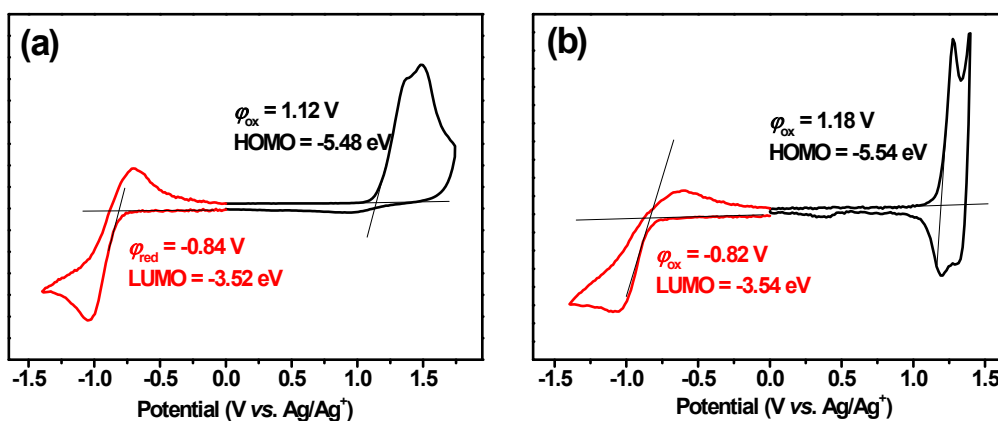 (a)
φox = 1.12 V
HOMO = -5.48 eV
φred = -0.84 V
LUMO = -3.52 eV
-1.5 -1.0 -0.5 0.0 0.5 1.0 1.5
Potential (V vs. Ag/Ag+)
(b)
φox = 1.18 V
HOMO = -5.54 eV
φox = -0.82 V
LUMO = -3.54 eV
-1.5 -1.0 -0.5 0.0 0.5 1.0 1.5
Potential (V vs. Ag/Ag+)